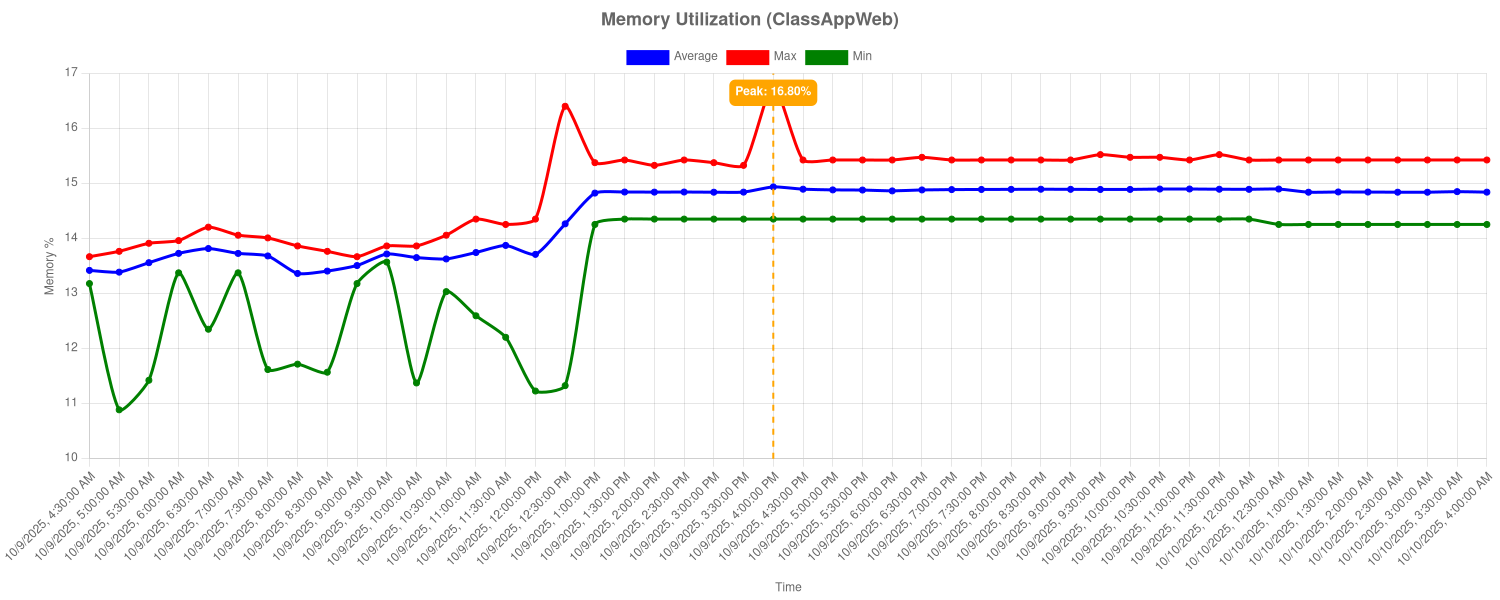 Memory Utilization (ClassAppWeb)
Average Max Min
Peak: 16.80%
17
16
15
14
13
12
11
10
Memory %
10/9/2025, 4:30:00 AM
10/9/2025, 5:00:00 AM
10/9/2025, 5:30:00 AM
10/9/2025, 6:00:00 AM
10/9/2025, 6:30:00 AM
10/9/2025, 7:00:00 AM
10/9/2025, 7:30:00 AM
10/9/2025, 8:00:00 AM
10/9/2025, 8:30:00 AM
10/9/2025, 9:00:00 AM
10/9/2025, 9:30:00 AM
10/9/2025, 10:00:00 AM
10/9/2025, 10:30:00 AM
10/9/2025, 11:00:00 AM
10/9/2025, 11:30:00 AM
10/9/2025, 12:00:00 PM
10/9/2025, 12:30:00 PM
10/9/2025, 1:00:00 PM
10/9/2025, 1:30:00 PM
10/9/2025, 2:00:00 PM
10/9/2025, 2:30:00 PM
10/9/2025, 3:00:00 PM
10/9/2025, 3:30:00 PM
10/9/2025, 4:00:00 PM
10/9/2025, 4:30:00 PM
10/9/2025, 5:00:00 PM
10/9/2025, 5:30:00 PM
10/9/2025, 6:00:00 PM
10/9/2025, 6:30:00 PM
10/9/2025, 7:00:00 PM
10/9/2025, 7:30:00 PM
10/9/2025, 8:00:00 PM
10/9/2025, 8:30:00 PM
10/9/2025, 9:00:00 PM
10/9/2025, 9:30:00 PM
10/9/2025, 10:00:00 PM
10/9/2025, 10:30:00 PM
10/9/2025, 11:00:00 PM
10/9/2025, 11:30:00 PM
10/10/2025, 12:00:00 AM
10/10/2025, 12:30:00 AM
10/10/2025, 1:00:00 AM
10/10/2025, 1:30:00 AM
10/10/2025, 2:00:00 AM
10/10/2025, 2:30:00 AM
10/10/2025, 3:00:00 AM
10/10/2025, 3:30:00 AM
10/10/2025, 4:00:00 AM
Time